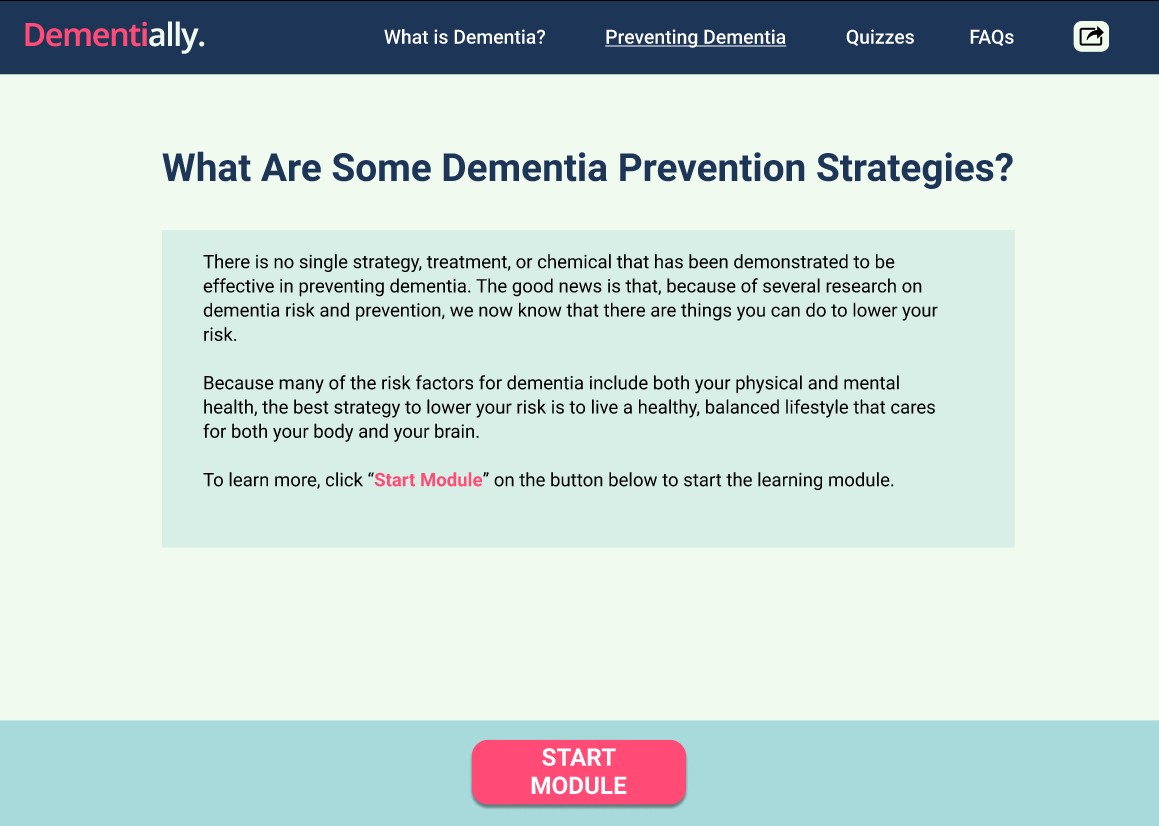 Dementially.
What is Dementia?
Preventing Dementia
Quizzes
FAQs
What Are Some Dementia Prevention Strategies?
There is no single strategy, treatment, or chemical that has been demonstrated to be
effective in preventing dementia. The good news is that, because of several research on
dementia risk and prevention, we now know that there are things you can do to lower your
risk.
Because many of the risk factors for dementia include both your physical and mental
health, the best strategy to lower your risk is to live a healthy, balanced lifestyle that cares
for both your body and your brain.
To learn more, click “Start Module” on the button below to start the learning module.
START
MODULE